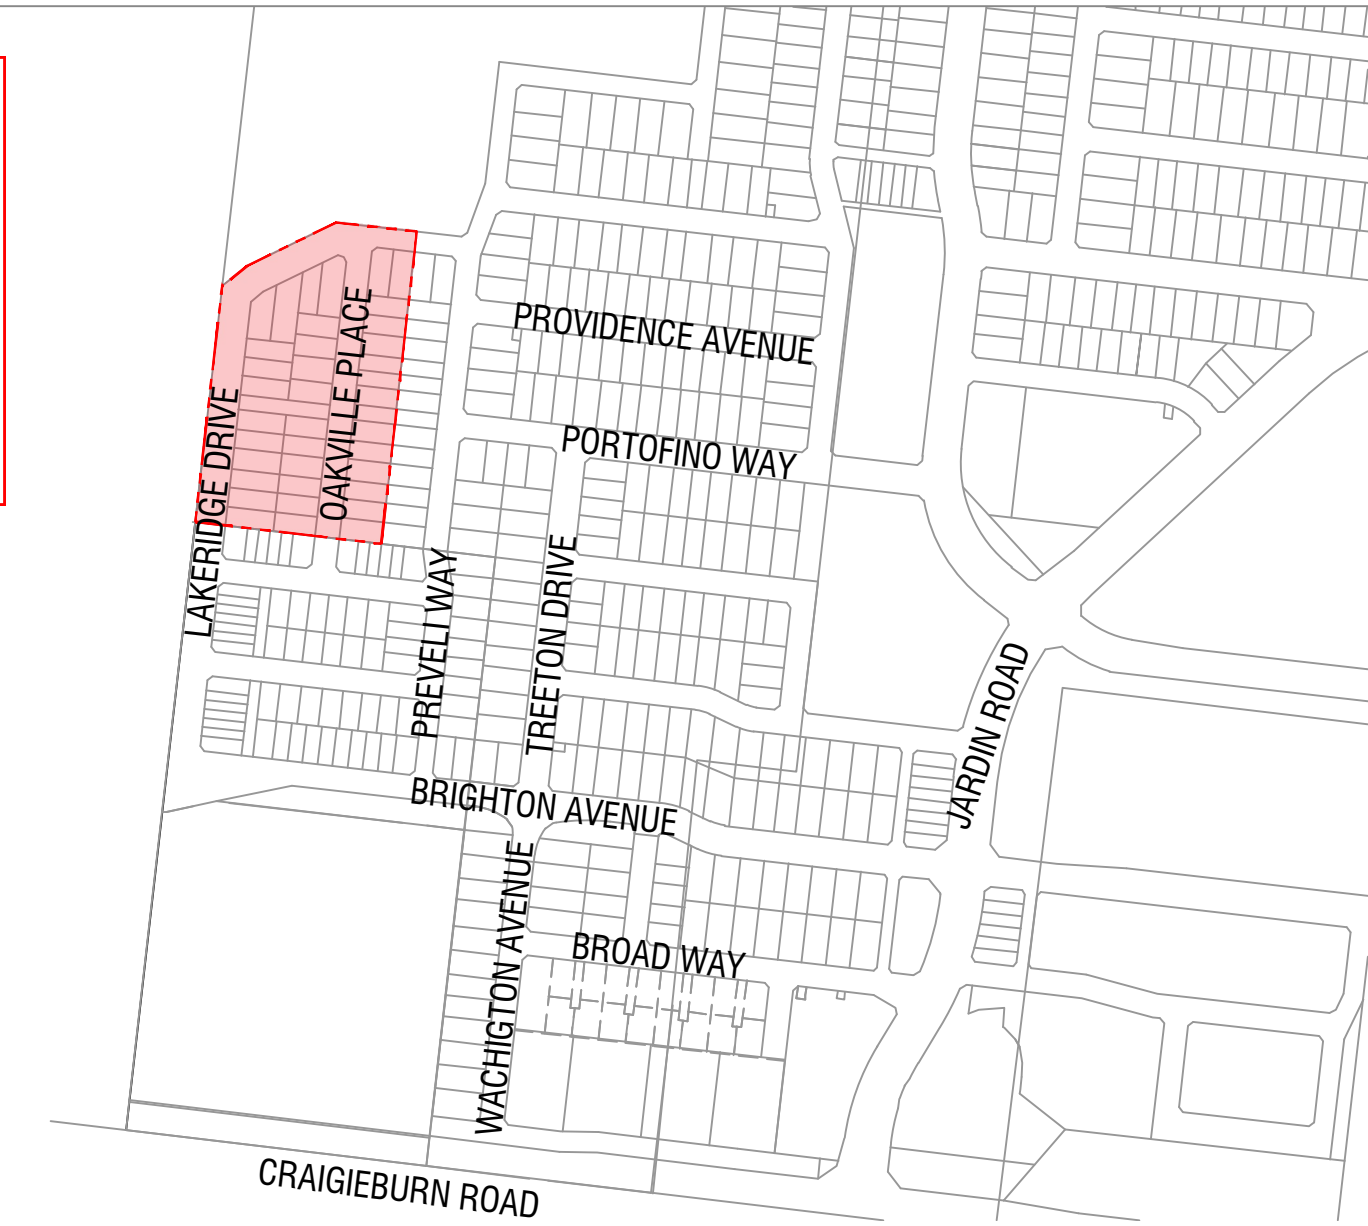 PROVIDENCE AVENUE
OAKVILLE PLACE
LAKERIDGE DRIVE
PORTOFINO WAY
PREVELI WAY
TREETON DRIVE
JARDIN ROAD
BRIGHTON AVENUE
WACHIGTON AVENUE
BROAD WAY
CRAIGIEBURN ROAD